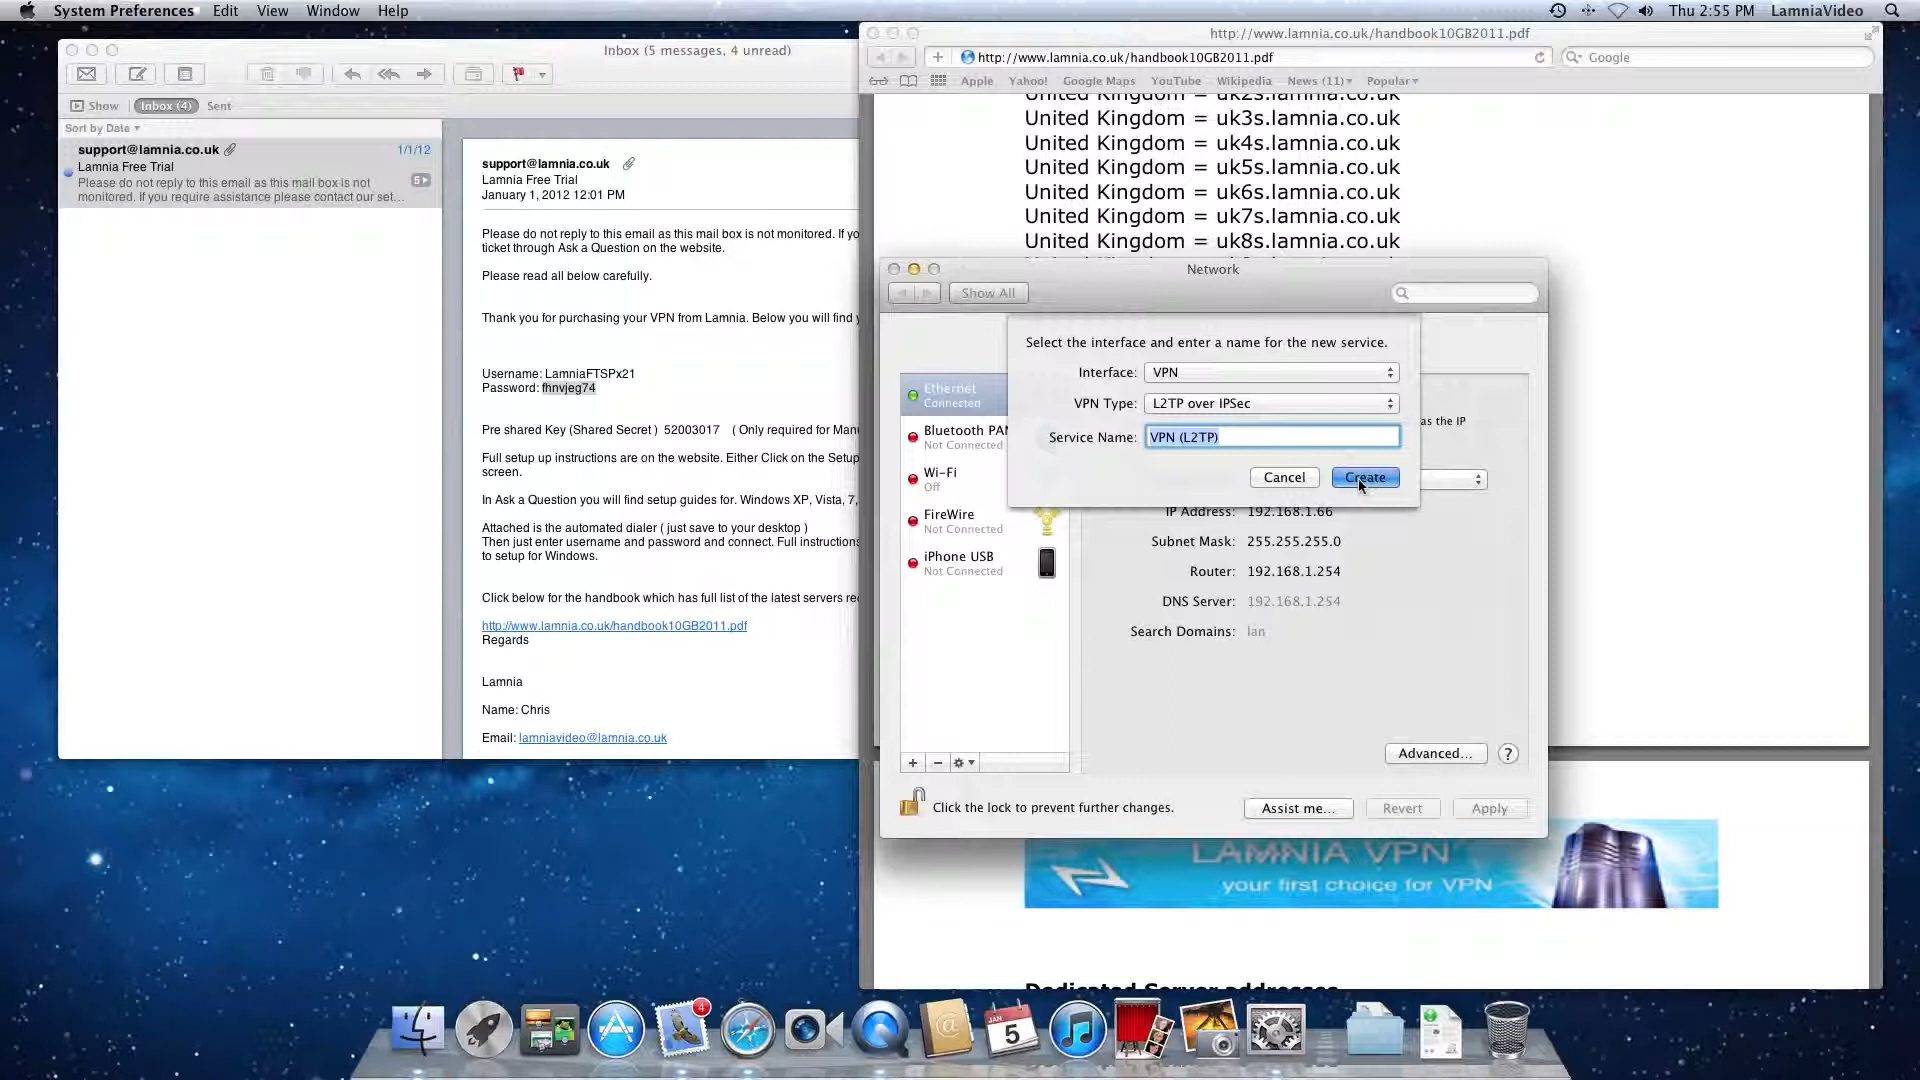 System Preferences Edit View Window Help
Thu 2:55 PM LamniaVideo
Inbox (5 messages, 4 unread)
Show Inbox (4) Sent
Sort by Date
support@lamnia.co.uk 1/1/12
Lamnia Free Trial
Please do not reply to this email as this mail box is not 5
monitored. If you require assistance please contact our set...
support@lamnia.co.uk
Lamnia Free Trial
January 1, 2012 12:01 PM
Please do not reply to this email as this mail box is not monitored. If yo
ticket through Ask a Question on the website.
Please read all below carefully.
Thank you for purchasing your VPN from Lamnia. Below you will find y
Username: LamniaFTSPx21
Password: fhnvjeg74
Pre shared Key (Shared Secret ) 52003017 ( Only required for Man
Full setup up instructions are on the website. Either Click on the Setup
screen.
In Ask a Question you will find setup guides for. Windows XP, Vista, 7,
Attached is the automated dialer ( just save to your desktop )
Then just enter username and password and connect. Full instructions
to setup for Windows.
Click below for the handbook which has full list of the latest servers re
http://www.lamnia.co.uk/handbook10GB2011.pdf
Regards
Lamnia
Name: Chris
Email: lamniavideo@lamnia.co.uk
http://www.lamnia.co.uk/handbook10GB2011.pdf
http://www.lamnia.co.uk/handbook10GB2011.pdf Google
Apple Yahoo! Google Maps YouTube Wikipedia News (11) Popular
United Kingdom = uk2s.lamnia.co.uk
United Kingdom = uk3s.lamnia.co.uk
United Kingdom = uk4s.lamnia.co.uk
United Kingdom = uk5s.lamnia.co.uk
United Kingdom = uk6s.lamnia.co.uk
United Kingdom = uk7s.lamnia.co.uk
United Kingdom = uk8s.lamnia.co.uk
Network
Show All
Select the interface and enter a name for the new service.
Interface: VPN
VPN Type: L2TP over IPSec
Service Name: VPN (L2TP)
Cancel Create
Ethernet
Connected
Bluetooth PAN
Not Connected
Wi-Fi
Off
FireWire
Not Connected
iPhone USB
Not Connected
as the IP
IP Address: 192.168.1.66
Subnet Mask: 255.255.255.0
Router: 192.168.1.254
DNS Server: 192.168.1.254
Search Domains: lan
Advanced... ?
Click the lock to prevent further changes.
Assist me... Revert Apply
LAMNIA VPN
your first choice for VPN
Dedicated Server addresses
4
JAN
5